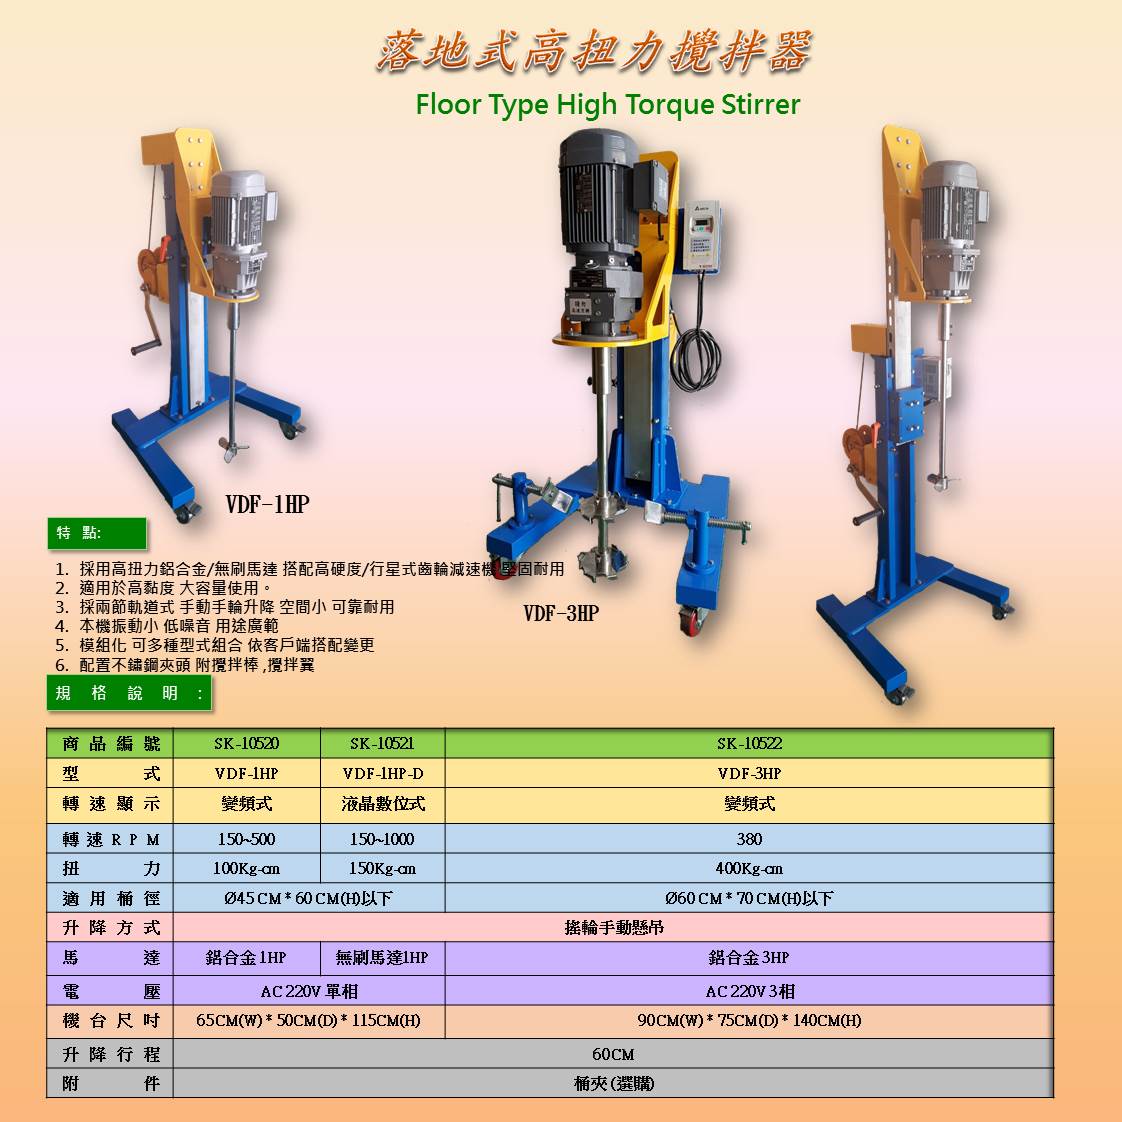 落地式高扭力攪拌器
Floor Type High Torque Stirrer
VDF-1HP
VDF-3HP
特 點:
1. 採用高扭力鋁合金/無刷馬達 搭配高硬度/行星式齒輪減速機 堅固耐用
2. 適用於高黏度 大容量使用。
3. 採兩節軌道式 手動手輪升降 空間小 可靠耐用
4. 本機振動小 低噪音 用途廣範
5. 模組化 可多種型式組合 依客戶端搭配變更
6. 配置不鏽鋼夾頭 附攪拌棒 ,攪拌翼
規 格 說 明 :
商品編號 SK-10520 SK-10521 SK-10522
型式 VDF-1HP VDF-1HP-D VDF-3HP
轉速顯示 變頻式 液晶數位式 變頻式
轉速RPM 150~500 150~1000 380
扭力 100Kg-cm 150Kg-cm 400Kg-cm
適用桶徑 Ø45 CM * 60 CM(H)以下 Ø60 CM * 70 CM(H)以下
升降方式 搖輪手動懸吊
馬達 鋁合金 1HP 無刷馬達1HP 鋁合金 3HP
電壓 AC 220V 單相 AC 220V 3相
機台尺吋 65CM(W) * 50CM(D) * 115CM(H) 90CM(W) * 75CM(D) * 140CM(H)
升降行程 60CM
附件 桶夾 (選購)